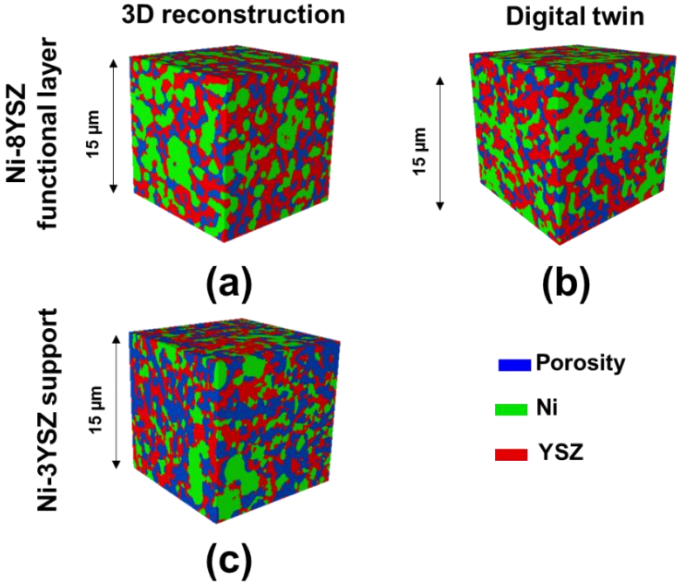 3D reconstruction
Digital twin
Ni-8YSZ
functional layer
15 µm
15 µm
(a)
(b)
Ni-3YSZ support
15 µm
Porosity
Ni
YSZ
(c)